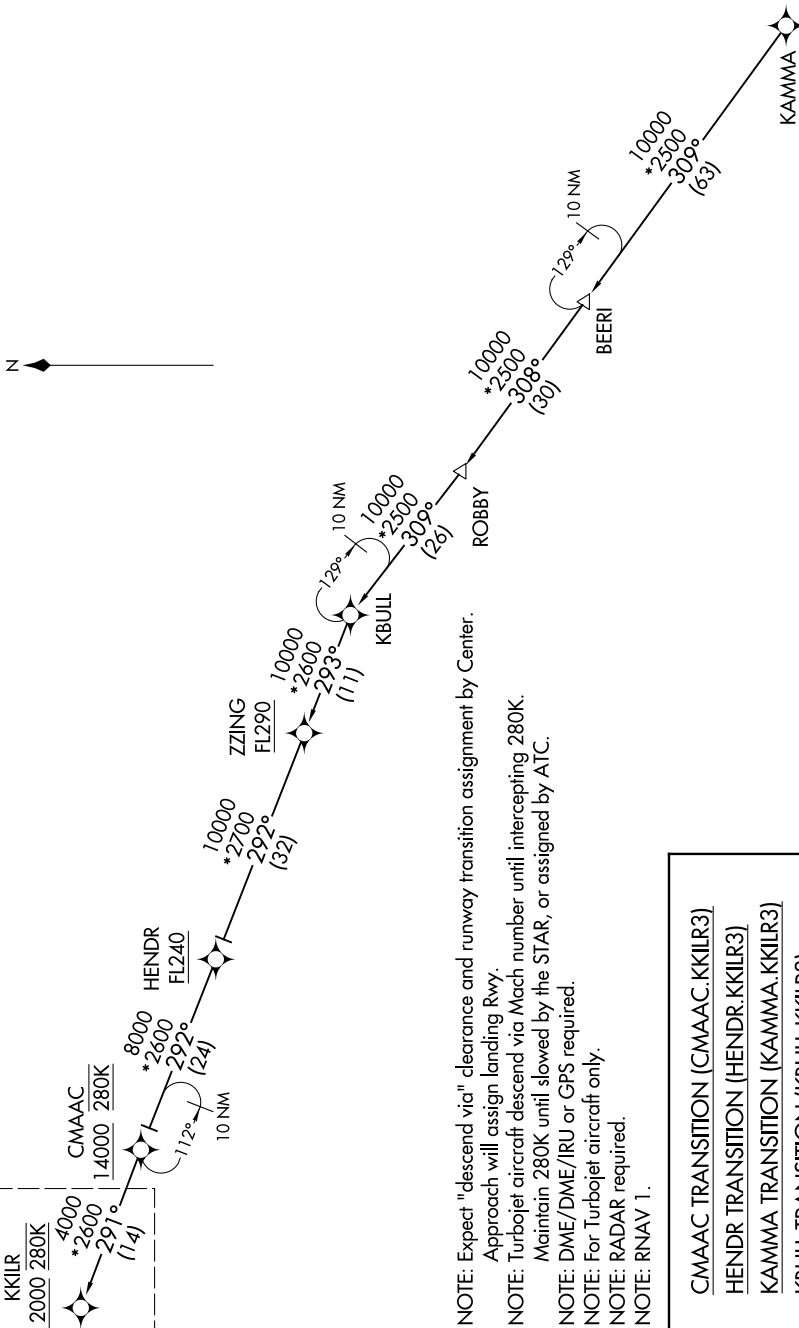 N
KKILR
2000 280K
4000
*2600
291°
(14)
CMAAC
14000 280K
112°
10 NM
8000
*2600
292°
(24)
HENDR
FL240
10000
*2700
292°
(32)
ZZING
FL290
10000
*2600
293°
(11)
KBULL
129°
10 NM
10000
*2500
309°
(26)
ROBBY
10000
*2500
308°
(30)
BEERI
129°
10 NM
10000
*2500
309°
(63)
KAMMA
NOTE: Expect "descend via" clearance and runway transition assignment by Center.
Approach will assign landing Rwy.
NOTE: Turbojet aircraft descend via Mach number until intercepting 280K.
Maintain 280K until slowed by the STAR, or assigned by ATC.
NOTE: DME/DME/IRU or GPS required.
NOTE: For Turbojet aircraft only.
NOTE: RADAR required.
NOTE: RNAV 1.
CMAAC TRANSITION (CMAAC.KKILR3)
HENDR TRANSITION (HENDR.KKILR3)
KAMMA TRANSITION (KAMMA.KKILR3)